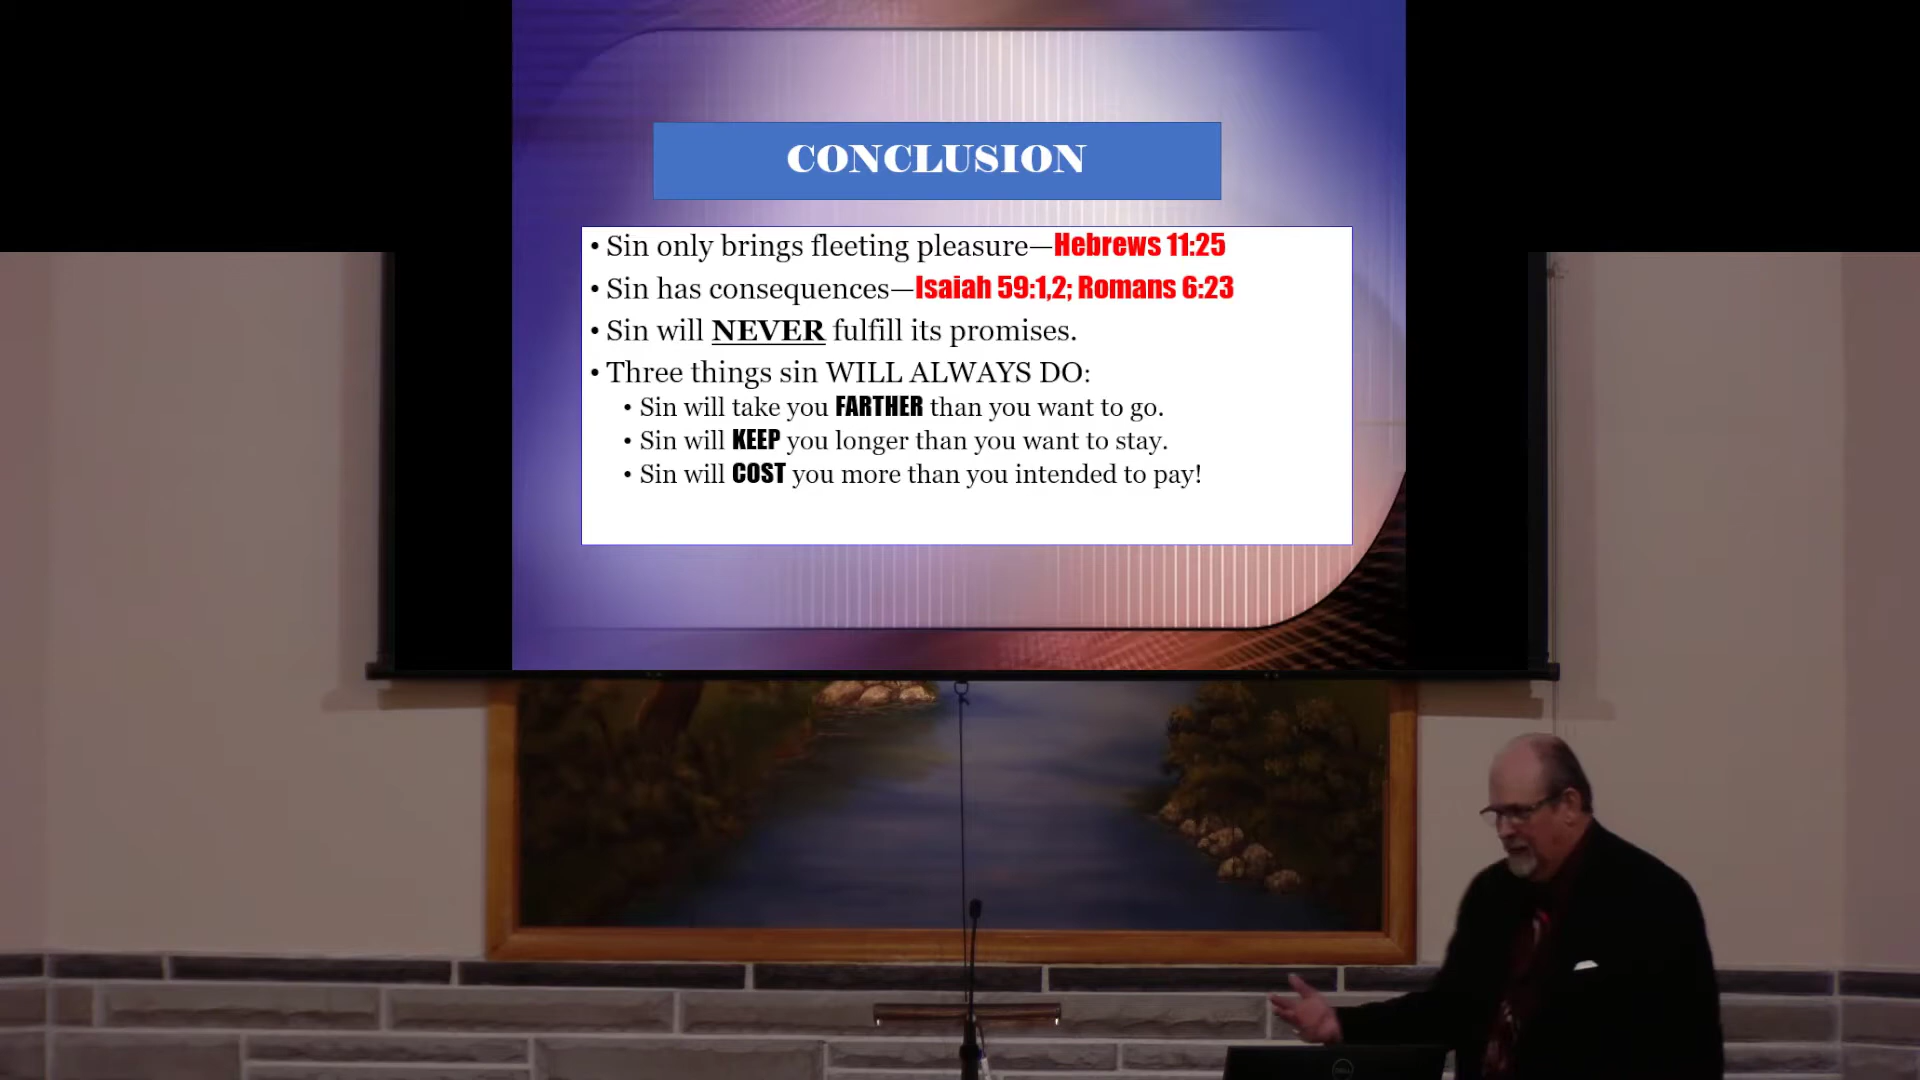 CONCLUSION
• Sin only brings fleeting pleasure—Hebrews 11:25
• Sin has consequences—Isaiah 59:1,2; Romans 6:23
• Sin will NEVER fulfill its promises.
• Three things sin WILL ALWAYS DO:
• Sin will take you FARTHER than you want to go.
• Sin will KEEP you longer than you want to stay.
• Sin will COST you more than you intended to pay!
DELL